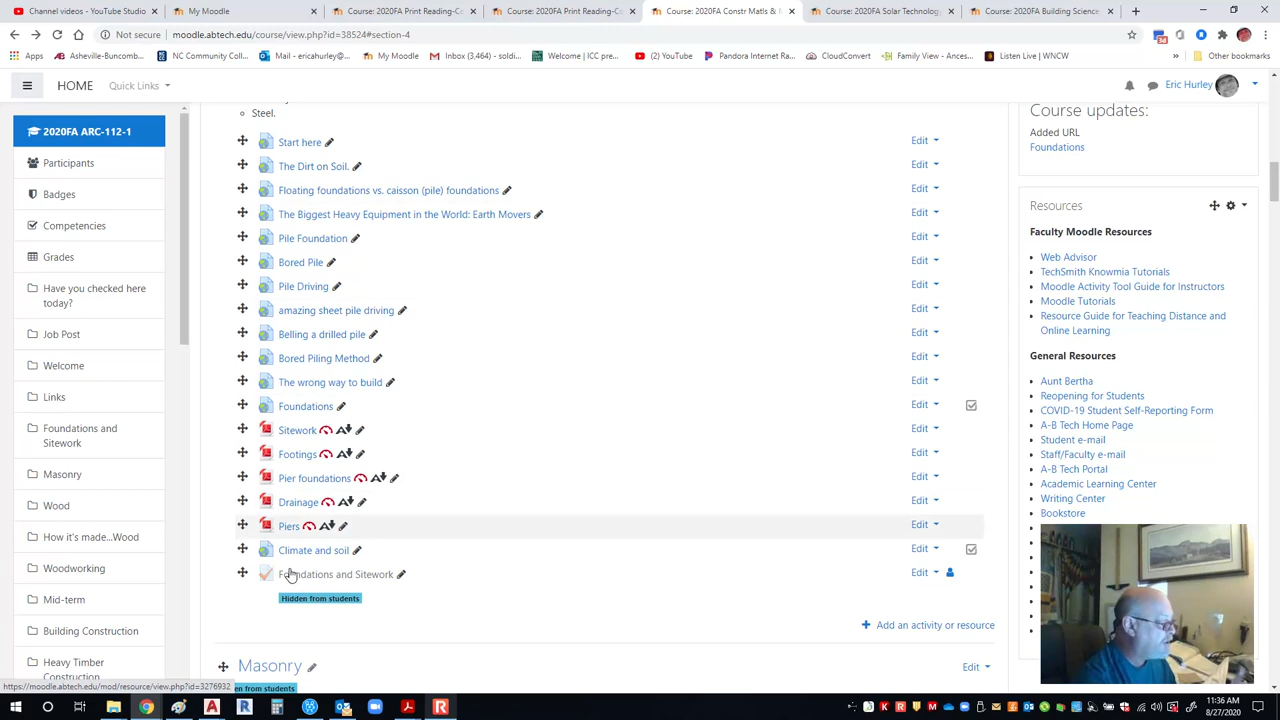 Channel videos - YouTube Studio
My Moodle
Course: 2020FA Print Reading-Co
Course: 2020FA Print Reading-Co
Course: 2020FA Constr Matls & M
Course: 2020FA Solar Technology
Course: 2020FA Building Science
moodle.abtech.edu/course/view.php?id=38524#section-4
Apps
Asheville-Buncomb...
NC Community Coll...
Mail - ericahurley@...
My Moodle
Inbox (3,464) - soldi...
Welcome | ICC pre...
(2) YouTube
Pandora Internet Ra...
CloudConvert
Family View - Ances...
Listen Live | WNCW
»
Other bookmarks
HOME
Quick Links
Eric Hurley
2020FA ARC-112-1
Participants
Badges
Competencies
Grades
Have you checked here
today?
Job Post
Welcome
Links
Foundations and
Sitework
Masonry
Wood
How it's made...Wood
Woodworking
Mid-term
Building Construction
Heavy Timber
Steel.
Start here Edit
The Dirt on Soil. Edit
Floating foundations vs. caisson (pile) foundations Edit
The Biggest Heavy Equipment in the World: Earth Movers Edit
Pile Foundation Edit
Bored Pile Edit
Pile Driving Edit
amazing sheet pile driving Edit
Belling a drilled pile Edit
Bored Piling Method Edit
The wrong way to build Edit
Foundations Edit
Sitework Edit
Footings Edit
Pier foundations Edit
Drainage Edit
Piers Edit
Climate and soil Edit
Foundations and Sitework Edit
Hidden from students
Add an activity or resource
Masonry Edit
en from students
Course updates:
Added URL
Foundations
Resources
Faculty Moodle Resources
Web Advisor
TechSmith Knowmia Tutorials
Moodle Activity Tool Guide for Instructors
Moodle Tutorials
Resource Guide for Teaching Distance and
Online Learning
General Resources
Aunt Bertha
Reopening for Students
COVID-19 Student Self-Reporting Form
A-B Tech Home Page
Student e-mail
Staff/Faculty e-mail
A-B Tech Portal
Academic Learning Center
Writing Center
Bookstore
https://moodle.abtech.edu/mod/resource/view.php?id=3276932
11:36 AM
8/27/2020